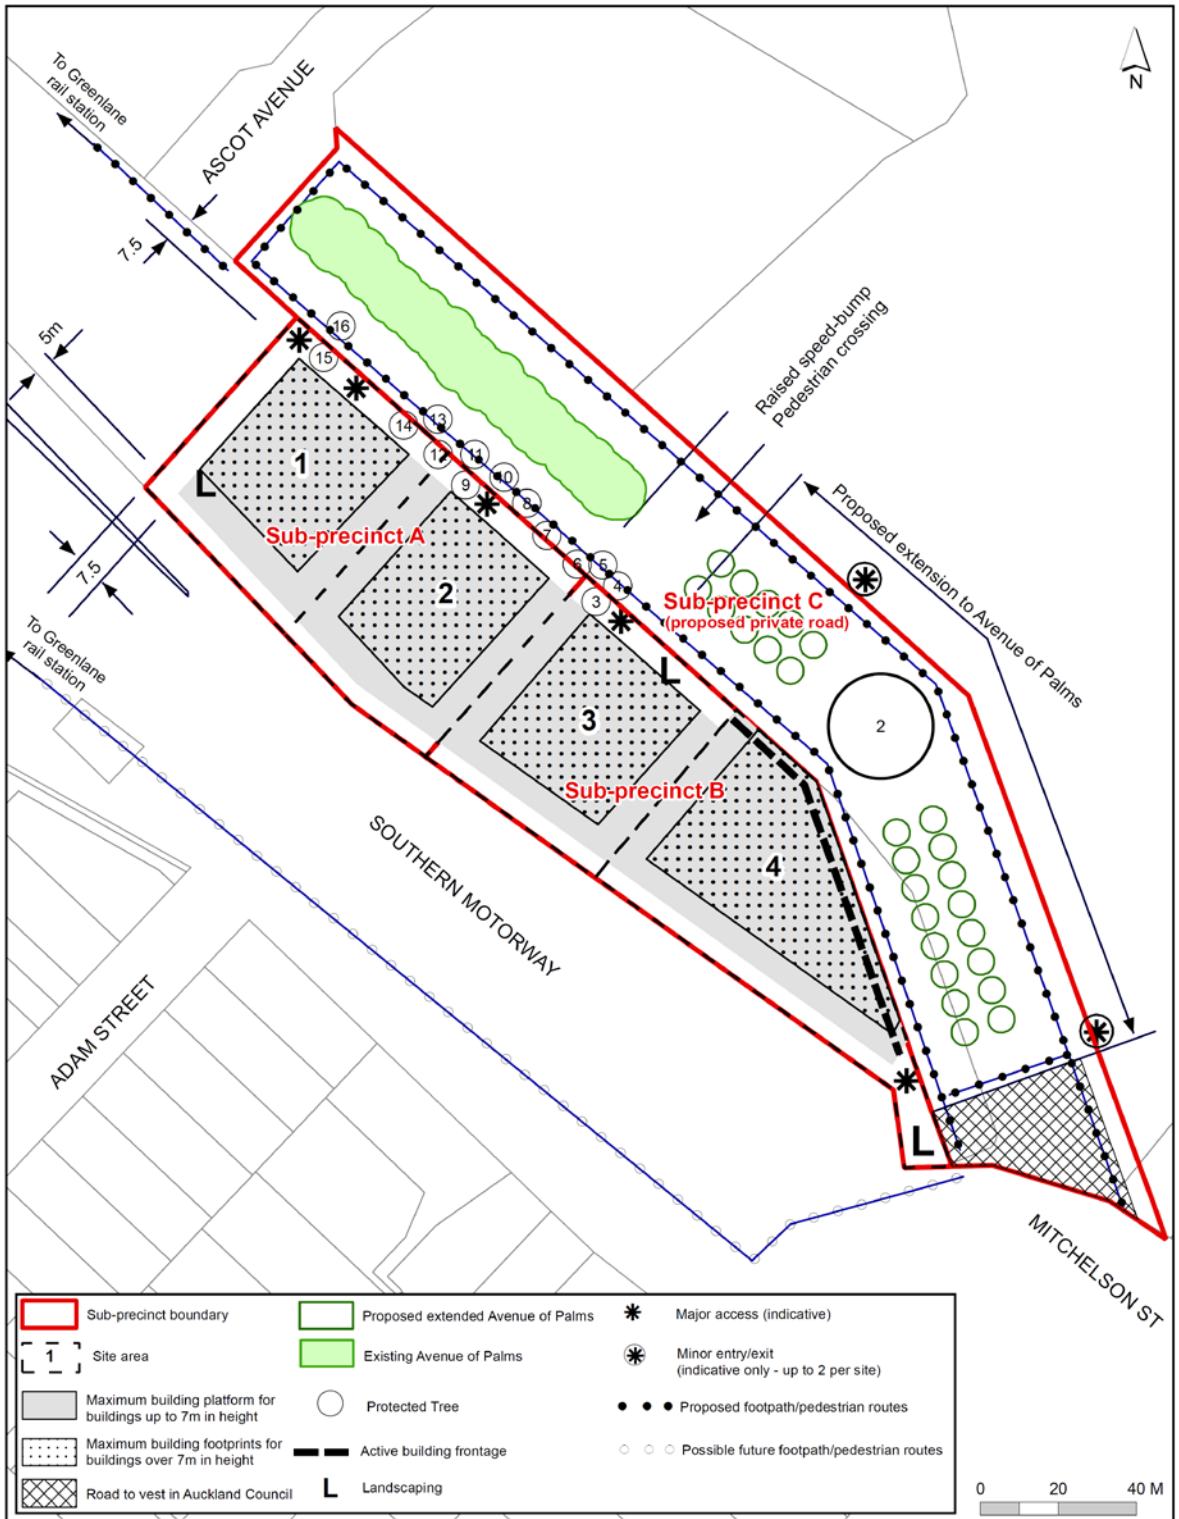 To Greenlane
rail station
ASCOT AVENUE
N
7.5
5m
Raised speed-bump
Pedestrian crossing
Proposed extension to Avenue of Palms
16
15
14
13
12
11
10
9
8
7
6
5
4
3
1
Sub-precinct A
2
L
Sub-precinct C
(proposed private road)
L
2
3
Sub-precinct B
4
7.5
To Greenlane
rail station
SOUTHERN MOTORWAY
ADAM STREET
L
MITCHELSON ST
Sub-precinct boundary
1
Site area
Maximum building platform for
buildings up to 7m in height
Maximum building footprints for
buildings over 7m in height
Road to vest in Auckland Council
Proposed extended Avenue of Palms
Existing Avenue of Palms
Protected Tree
Active building frontage
L
Landscaping
Major access (indicative)
Minor entry/exit
(indicative only - up to 2 per site)
Proposed footpath/pedestrian routes
Possible future footpath/pedestrian routes
0 20 40 M